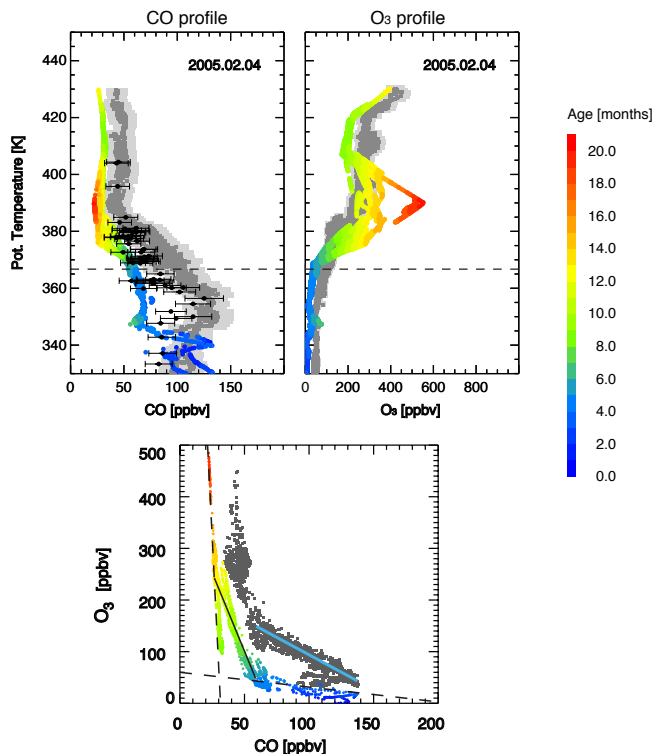 CO profile
O3 profile
2005.02.04
2005.02.04
Pot. Temperature [K]
440
420
400
380
360
340
0 50 100 150
CO [ppbv]
0 200 400 600 800
O3 [ppbv]
Age [months]
20.0
18.0
16.0
14.0
12.0
10.0
8.0
6.0
4.0
2.0
0.0
O3 [ppbv]
500
400
300
200
100
0
0 50 100 150 200
CO [ppbv]